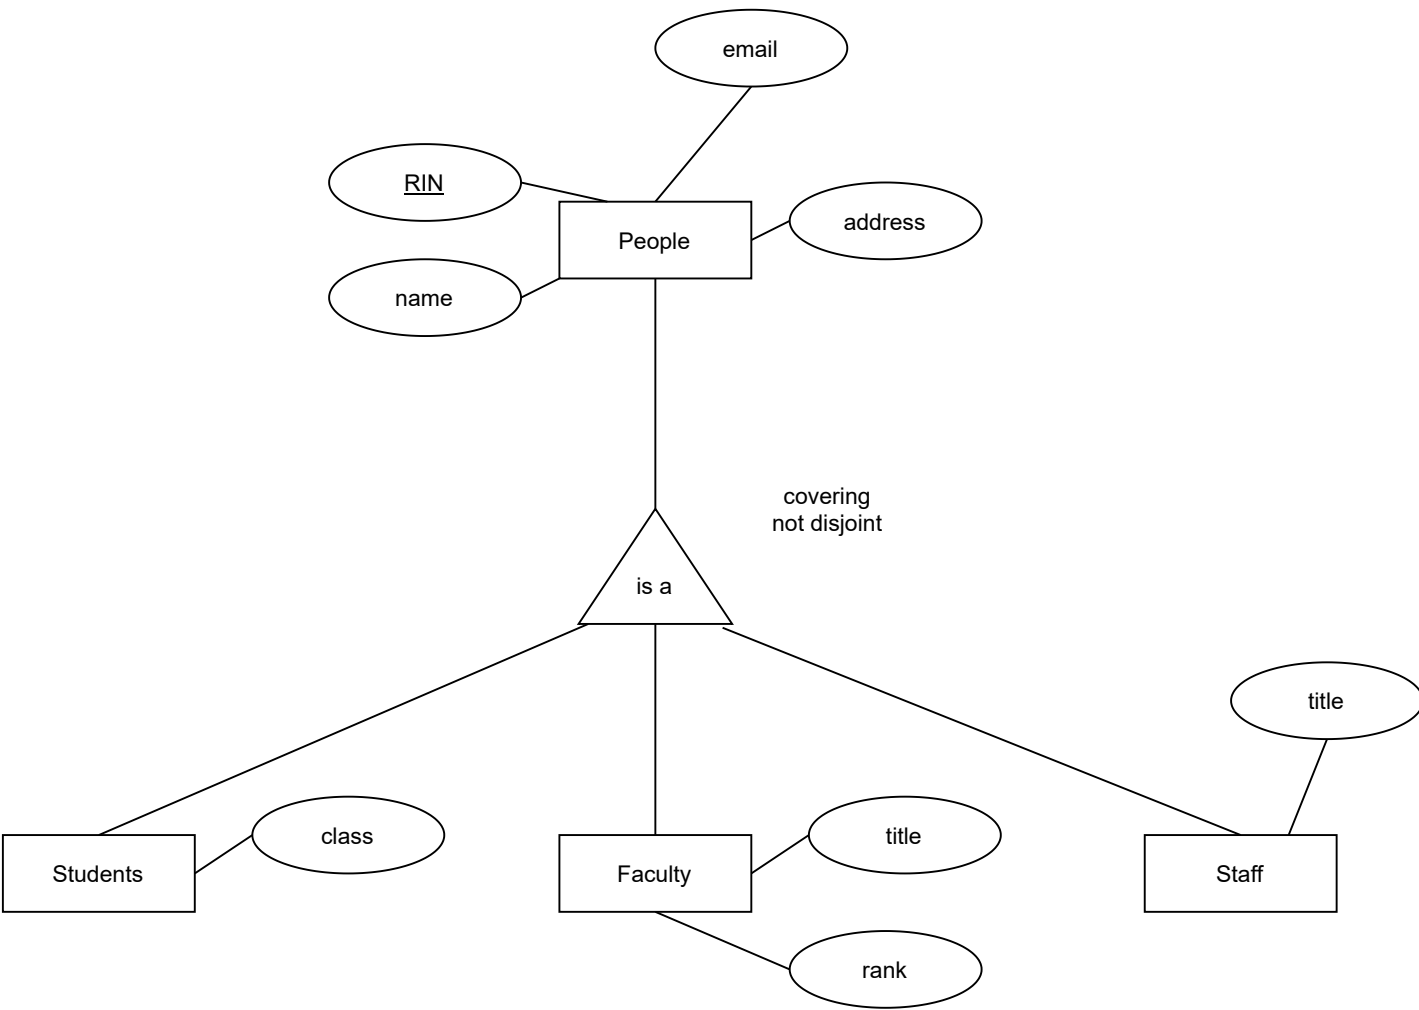 email
RIN
address
People
name
covering
not disjoint
is a
title
class
title
Students
Faculty
Staff
rank